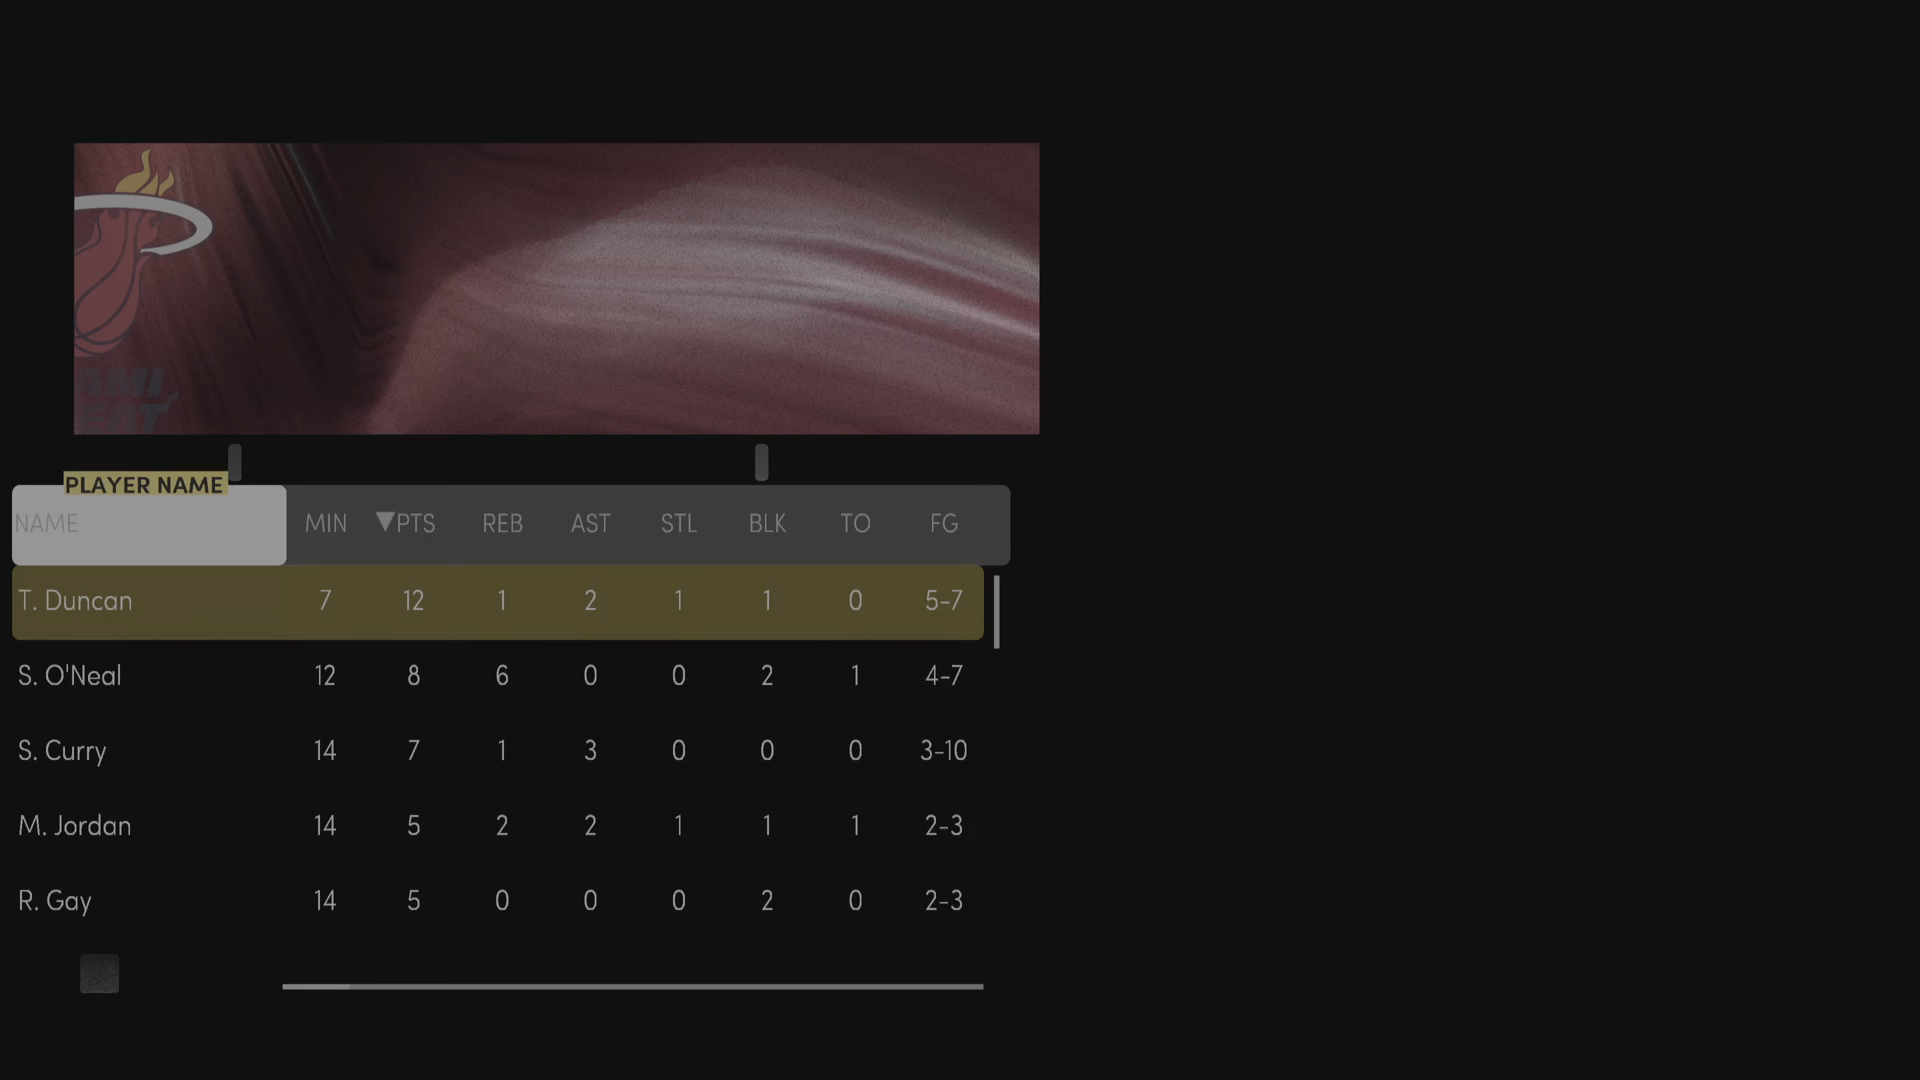 PLAYER NAME
NAME MIN ▼PTS REB AST STL BLK TO FG
T. Duncan 7 12 1 2 1 1 0 5-7
S. O'Neal 12 8 6 0 0 2 1 4-7
S. Curry 14 7 1 3 0 0 0 3-10
M. Jordan 14 5 2 2 1 1 1 2-3
R. Gay 14 5 0 0 0 2 0 2-3